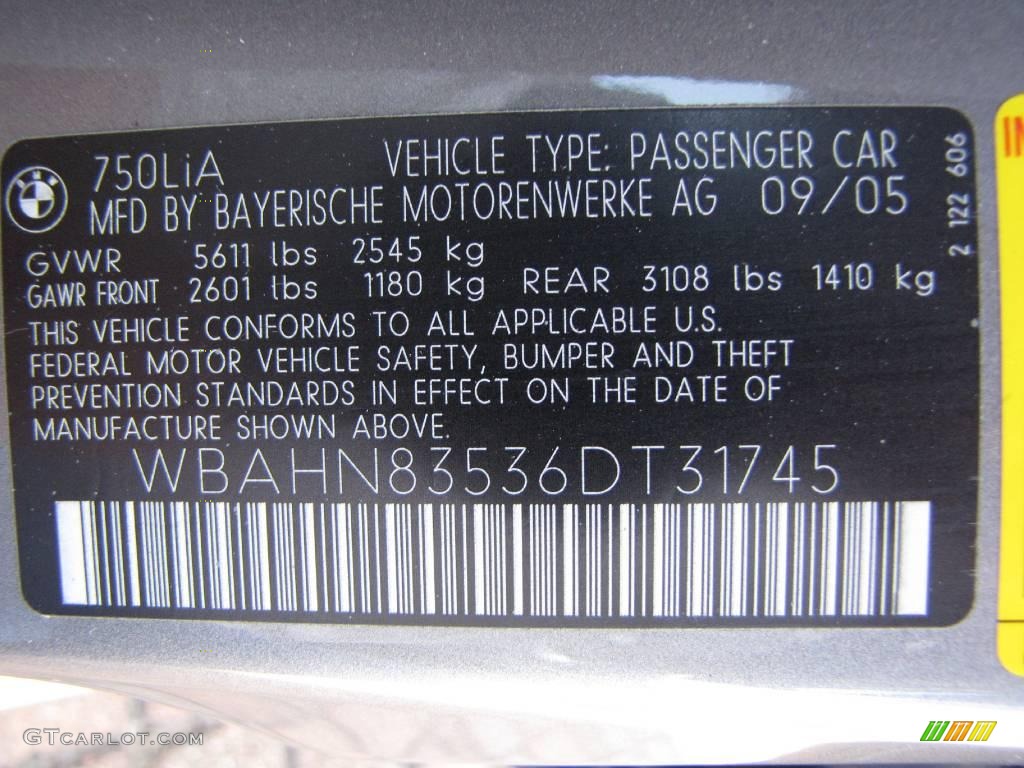 750LiA VEHICLE TYPE: PASSENGER CAR
MFD BY BAYERISCHE MOTORENWERKE AG 09/05
GVWR 5611 lbs 2545 kg
GAWR FRONT 2601 lbs 1180 kg REAR 3108 lbs 1410 kg
THIS VEHICLE CONFORMS TO ALL APPLICABLE U.S.
FEDERAL MOTOR VEHICLE SAFETY, BUMPER AND THEFT
PREVENTION STANDARDS IN EFFECT ON THE DATE OF
MANUFACTURE SHOWN ABOVE.
WBAHN83536DT31745
2 122 606
GTCARLOT.COM